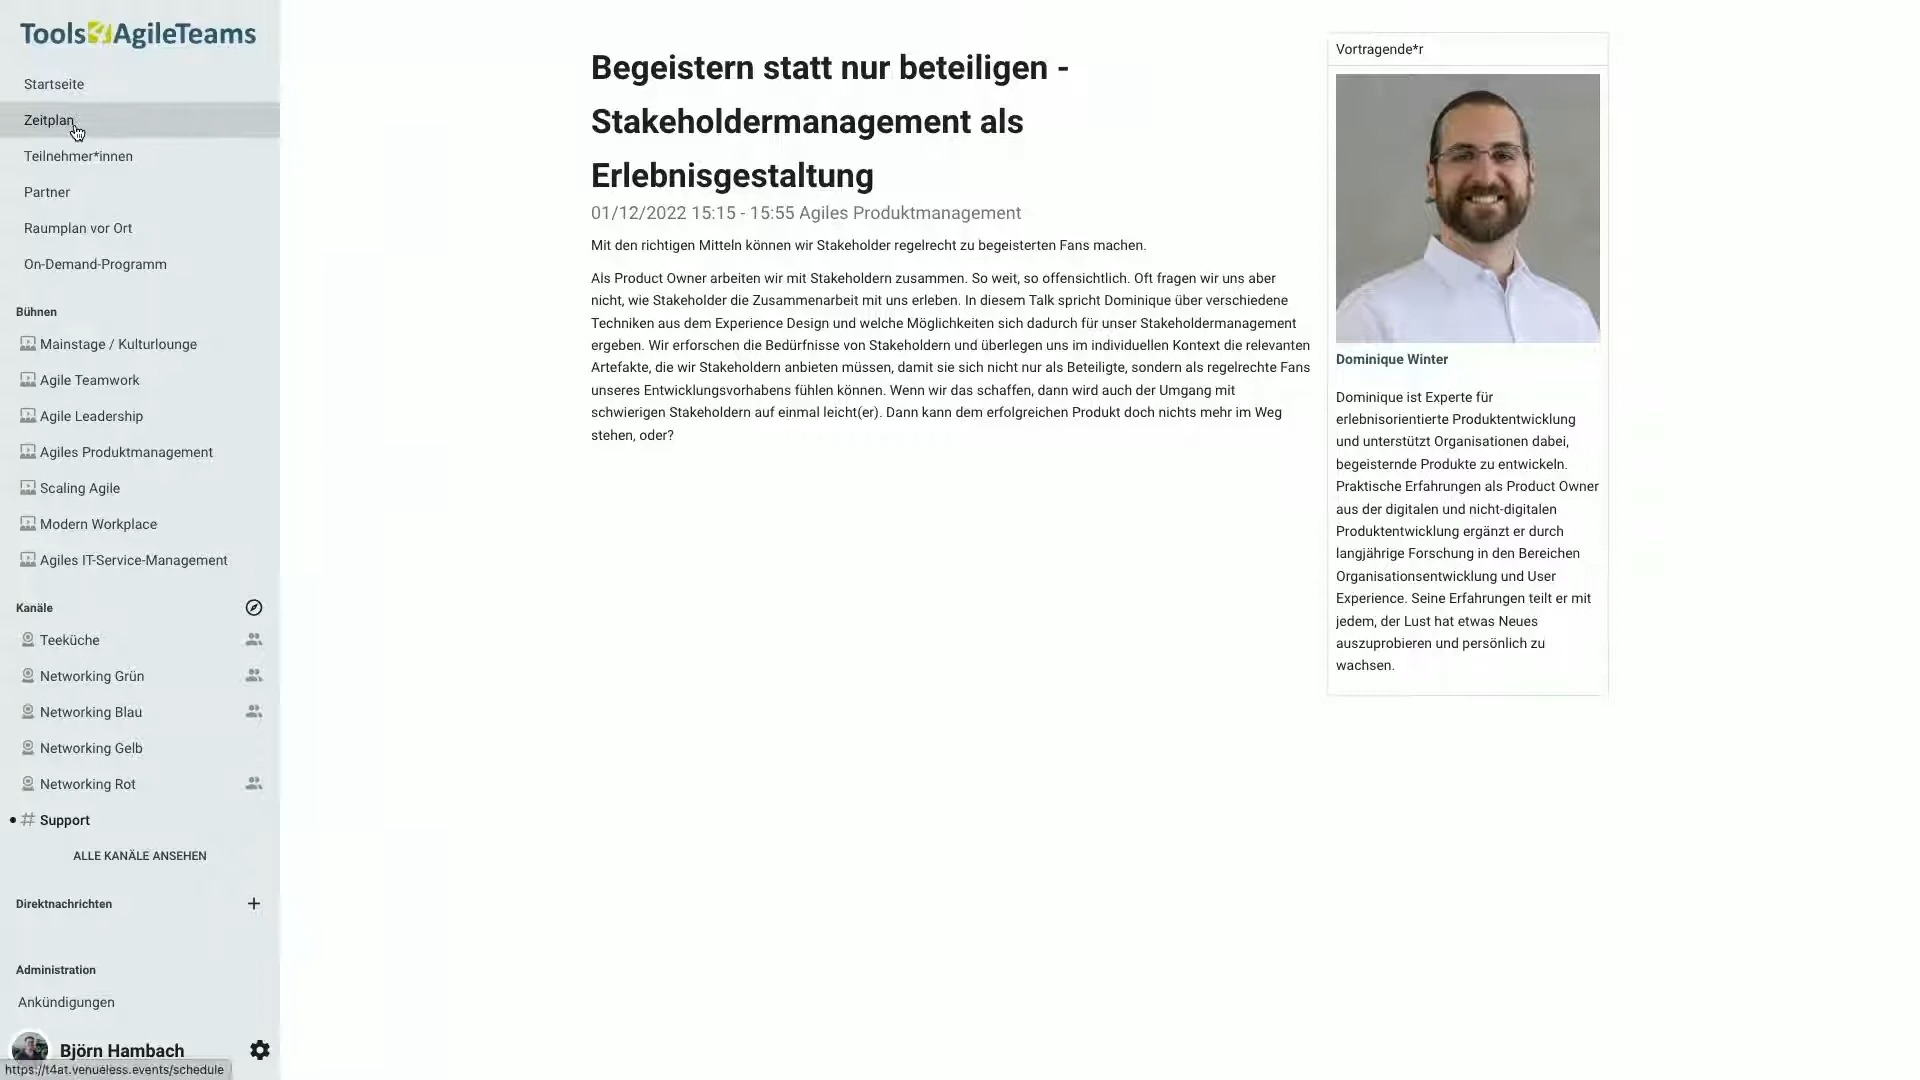 Tools4AgileTeams
Startseite
Zeitplan
Teilnehmer*innen
Partner
Raumplan vor Ort
On-Demand-Programm
Bühnen
Mainstage / Kulturlounge
Agile Teamwork
Agile Leadership
Agiles Produktmanagement
Scaling Agile
Modern Workplace
Agiles IT-Service-Management
Kanäle
Teeküche
Networking Grün
Networking Blau
Networking Gelb
Networking Rot
# Support
ALLE KANÄLE ANSEHEN
Direktnachrichten +
Administration
Ankündigungen
Björn Hambach
https://t4at.venueless.events/schedule
Begeistern statt nur beteiligen -
Stakeholdermanagement als
Erlebnisgestaltung
01/12/2022 15:15 - 15:55 Agiles Produktmanagement
Mit den richtigen Mitteln können wir Stakeholder regelrecht zu begeisterten Fans machen.
Als Product Owner arbeiten wir mit Stakeholdern zusammen. So weit, so offensichtlich. Oft fragen wir uns aber
nicht, wie Stakeholder die Zusammenarbeit mit uns erleben. In diesem Talk spricht Dominique über verschiedene
Techniken aus dem Experience Design und welche Möglichkeiten sich dadurch für unser Stakeholdermanagement
ergeben. Wir erforschen die Bedürfnisse von Stakeholdern und überlegen uns im individuellen Kontext die relevanten
Artefakte, die wir Stakeholdern anbieten müssen, damit sie sich nicht nur als Beteiligte, sondern als regelrechte Fans
unseres Entwicklungsvorhabens fühlen können. Wenn wir das schaffen, dann wird auch der Umgang mit
schwierigen Stakeholdern auf einmal leicht(er). Dann kann dem erfolgreichen Produkt doch nichts mehr im Weg
stehen, oder?
Vortragende*r
Dominique Winter
Dominique ist Experte für
erlebnisorientierte Produktentwicklung
und unterstützt Organisationen dabei,
begeisternde Produkte zu entwickeln.
Praktische Erfahrungen als Product Owner
aus der digitalen und nicht-digitalen
Produktentwicklung ergänzt er durch
langjährige Forschung in den Bereichen
Organisationsentwicklung und User
Experience. Seine Erfahrungen teilt er mit
jedem, der Lust hat etwas Neues
auszuprobieren und persönlich zu
wachsen.